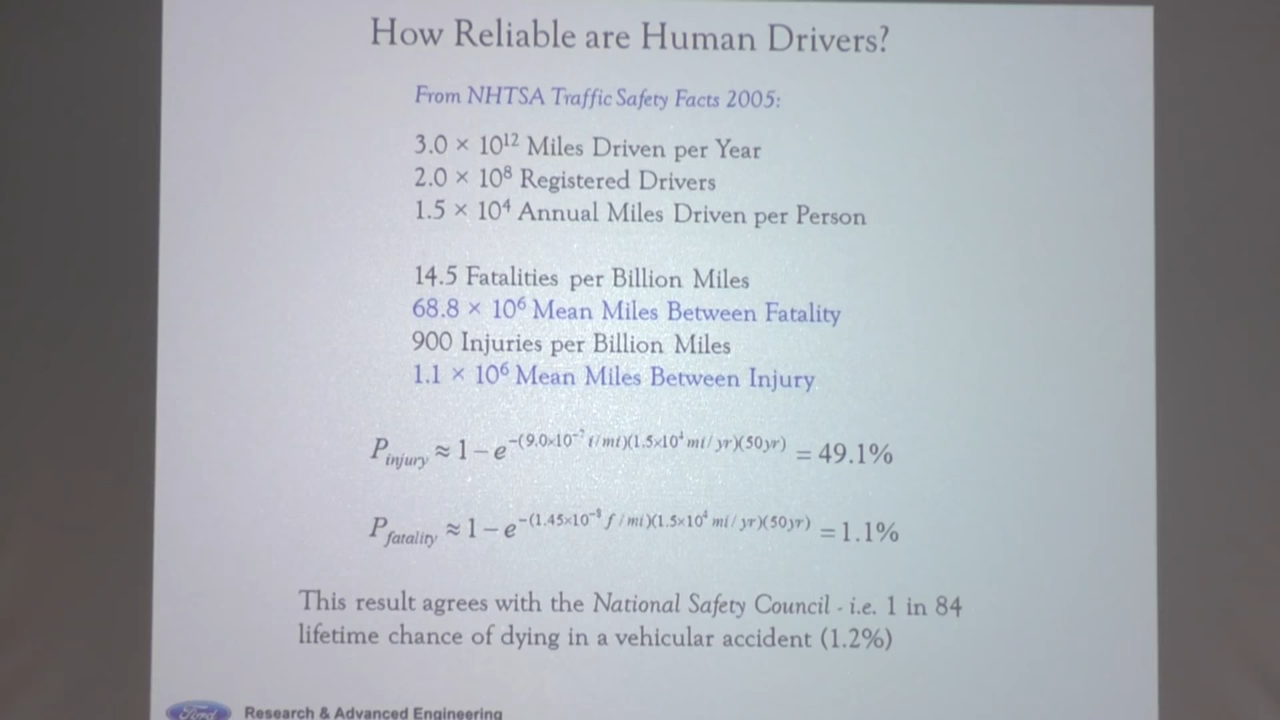 How Reliable are Human Drivers?
From NHTSA Traffic Safety Facts 2005:
3.0 × 10¹² Miles Driven per Year
2.0 × 10⁸ Registered Drivers
1.5 × 10⁴ Annual Miles Driven per Person
14.5 Fatalities per Billion Miles
68.8 × 10⁶ Mean Miles Between Fatality
900 Injuries per Billion Miles
1.1 × 10⁶ Mean Miles Between Injury
P_injury ≈ 1 − e^−(9.0×10⁻⁷ i/mi)(1.5×10⁴ mi/yr)(50yr) = 49.1%
P_fatality ≈ 1 − e^−(1.45×10⁻⁸ f/mi)(1.5×10⁴ mi/yr)(50yr) = 1.1%
This result agrees with the National Safety Council - i.e. 1 in 84
lifetime chance of dying in a vehicular accident (1.2%)
Ford Research & Advanced Engineering